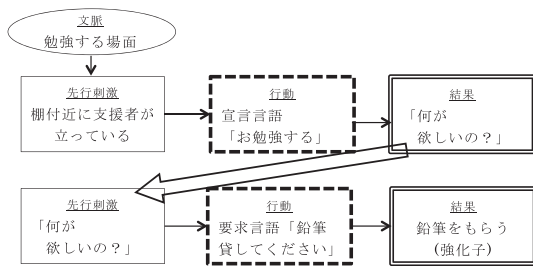 文脈
勉強する場面
先行刺激
棚付近に支援者が
立っている
行動
宣言言語
「お勉強する」
結果
「何が
欲しいの？」
先行刺激
「何が
欲しいの？」
行動
要求言語「鉛筆
貸してください」
結果
鉛筆をもらう
(強化子)